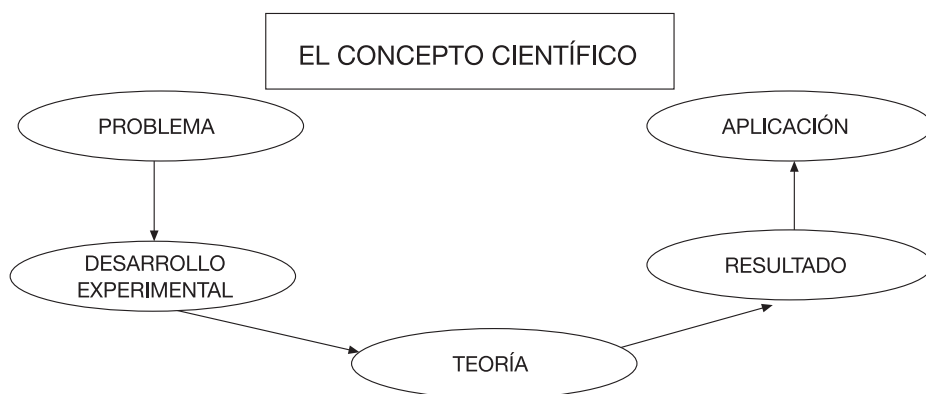 EL CONCEPTO CIENTÍFICO
PROBLEMA
APLICACIÓN
DESARROLLO
EXPERIMENTAL
RESULTADO
TEORÍA